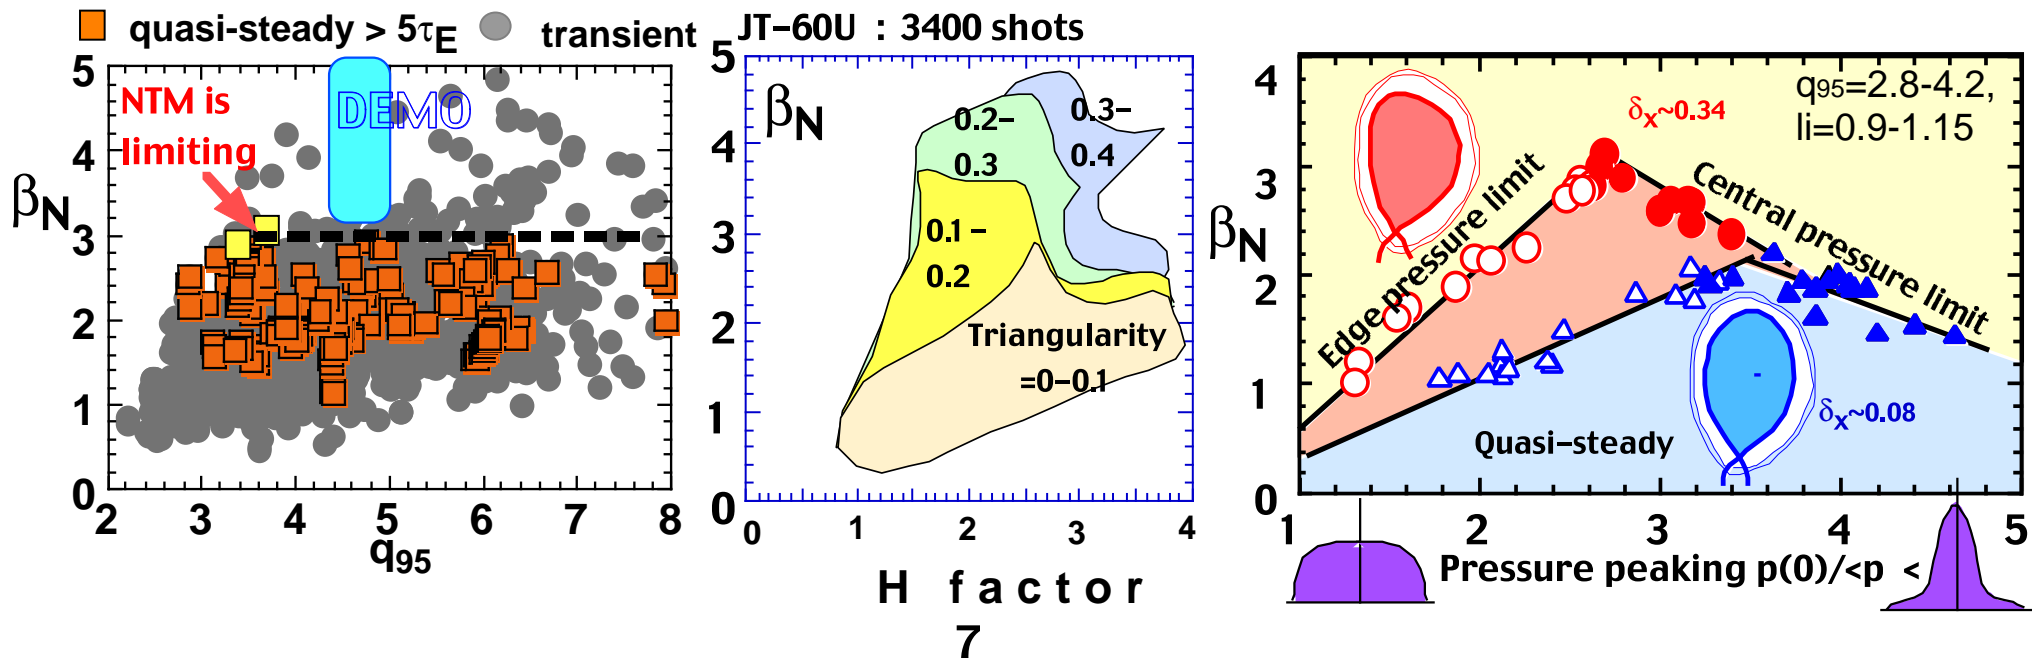 quasi-steady > 5τE transient
5
4
3
2
1
0
βN
NTM is
limiting
DEMO
2 3 4 5 6 7 8
q95
JT-60U : 3400 shots
5
4
3
2
1
0
βN
0.2-
0.3
0.3-
0.4
0.1-
0.2
Triangularity
=0-0.1
0 1 2 3 4
H factor
7
4
3
2
1
0
βN
δx~0.34
q95=2.8-4.2,
li=0.9-1.15
Edge pressure limit
Central pressure limit
δx~0.08
Quasi-steady
1 2 3 4 5
Pressure peaking p(0)/<p <